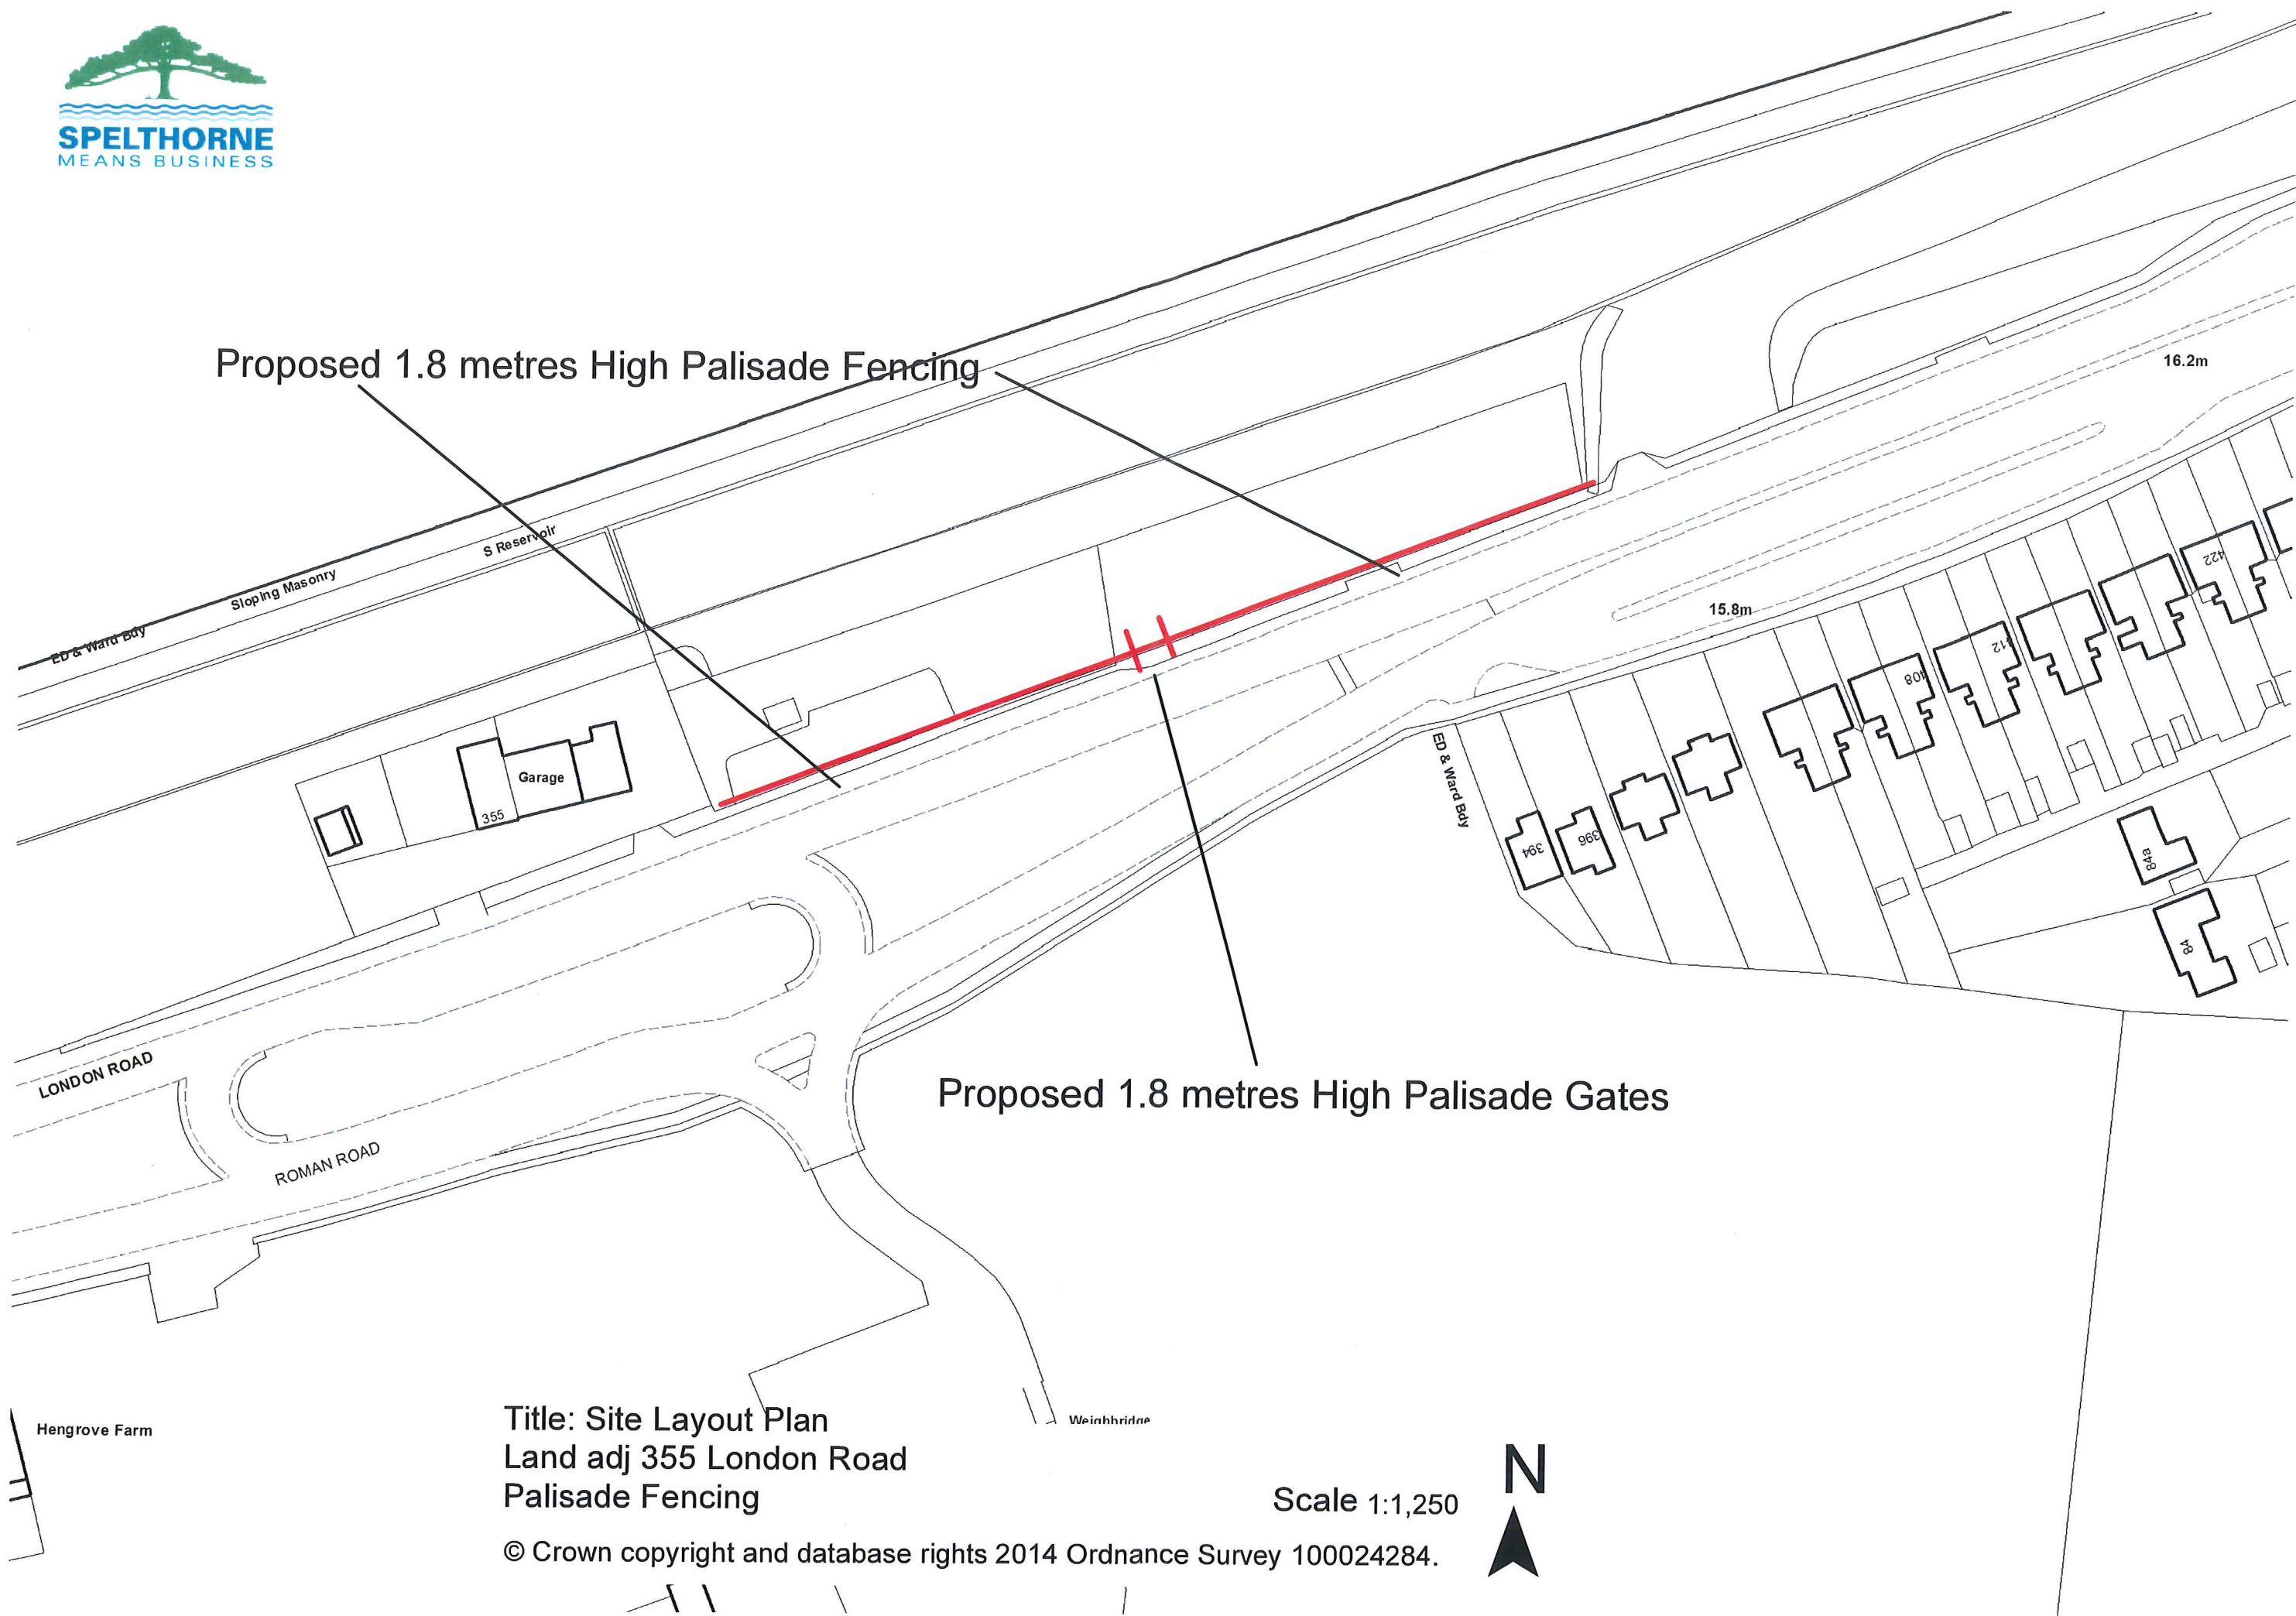 SPELTHORNE
MEANS BUSINESS
Proposed 1.8 metres High Palisade Fencing
16.2m
S Reservoir
Sloping Masonry
ED & Ward Bdy
422
15.8m
412
408
Garage
355
ED & Ward Bdy
394
396
84a
84
LONDON ROAD
Proposed 1.8 metres High Palisade Gates
ROMAN ROAD
Hengrove Farm
Weighbridge
Title: Site Layout Plan
Land adj 355 London Road
Palisade Fencing
Scale 1:1,250
N
© Crown copyright and database rights 2014 Ordnance Survey 100024284.